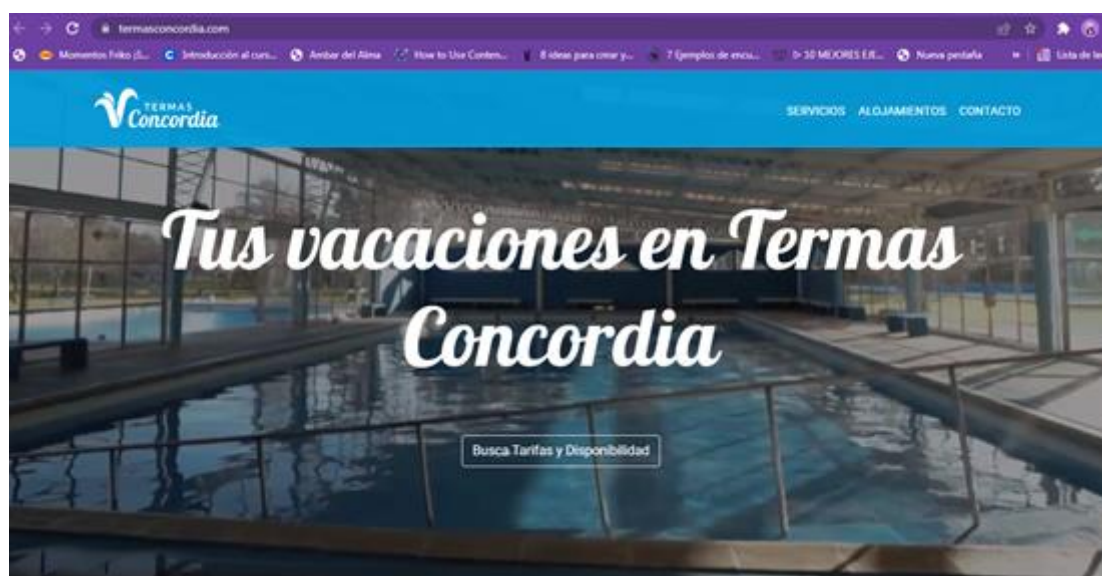 termasconcordia.com
Momentos Friko (L... Introducción al curs... Ambar del Alma How to Use Conten... 8 ideas para crear y... 7 Ejemplos de encu... ▷ 10 MEJORES EJE... Nueva pestaña » Lista de
TERMAS
Concordia
SERVICIOS ALOJAMIENTOS CONTACTO
Tus vacaciones en Termas
Concordia
Busca Tarifas y Disponibilidad